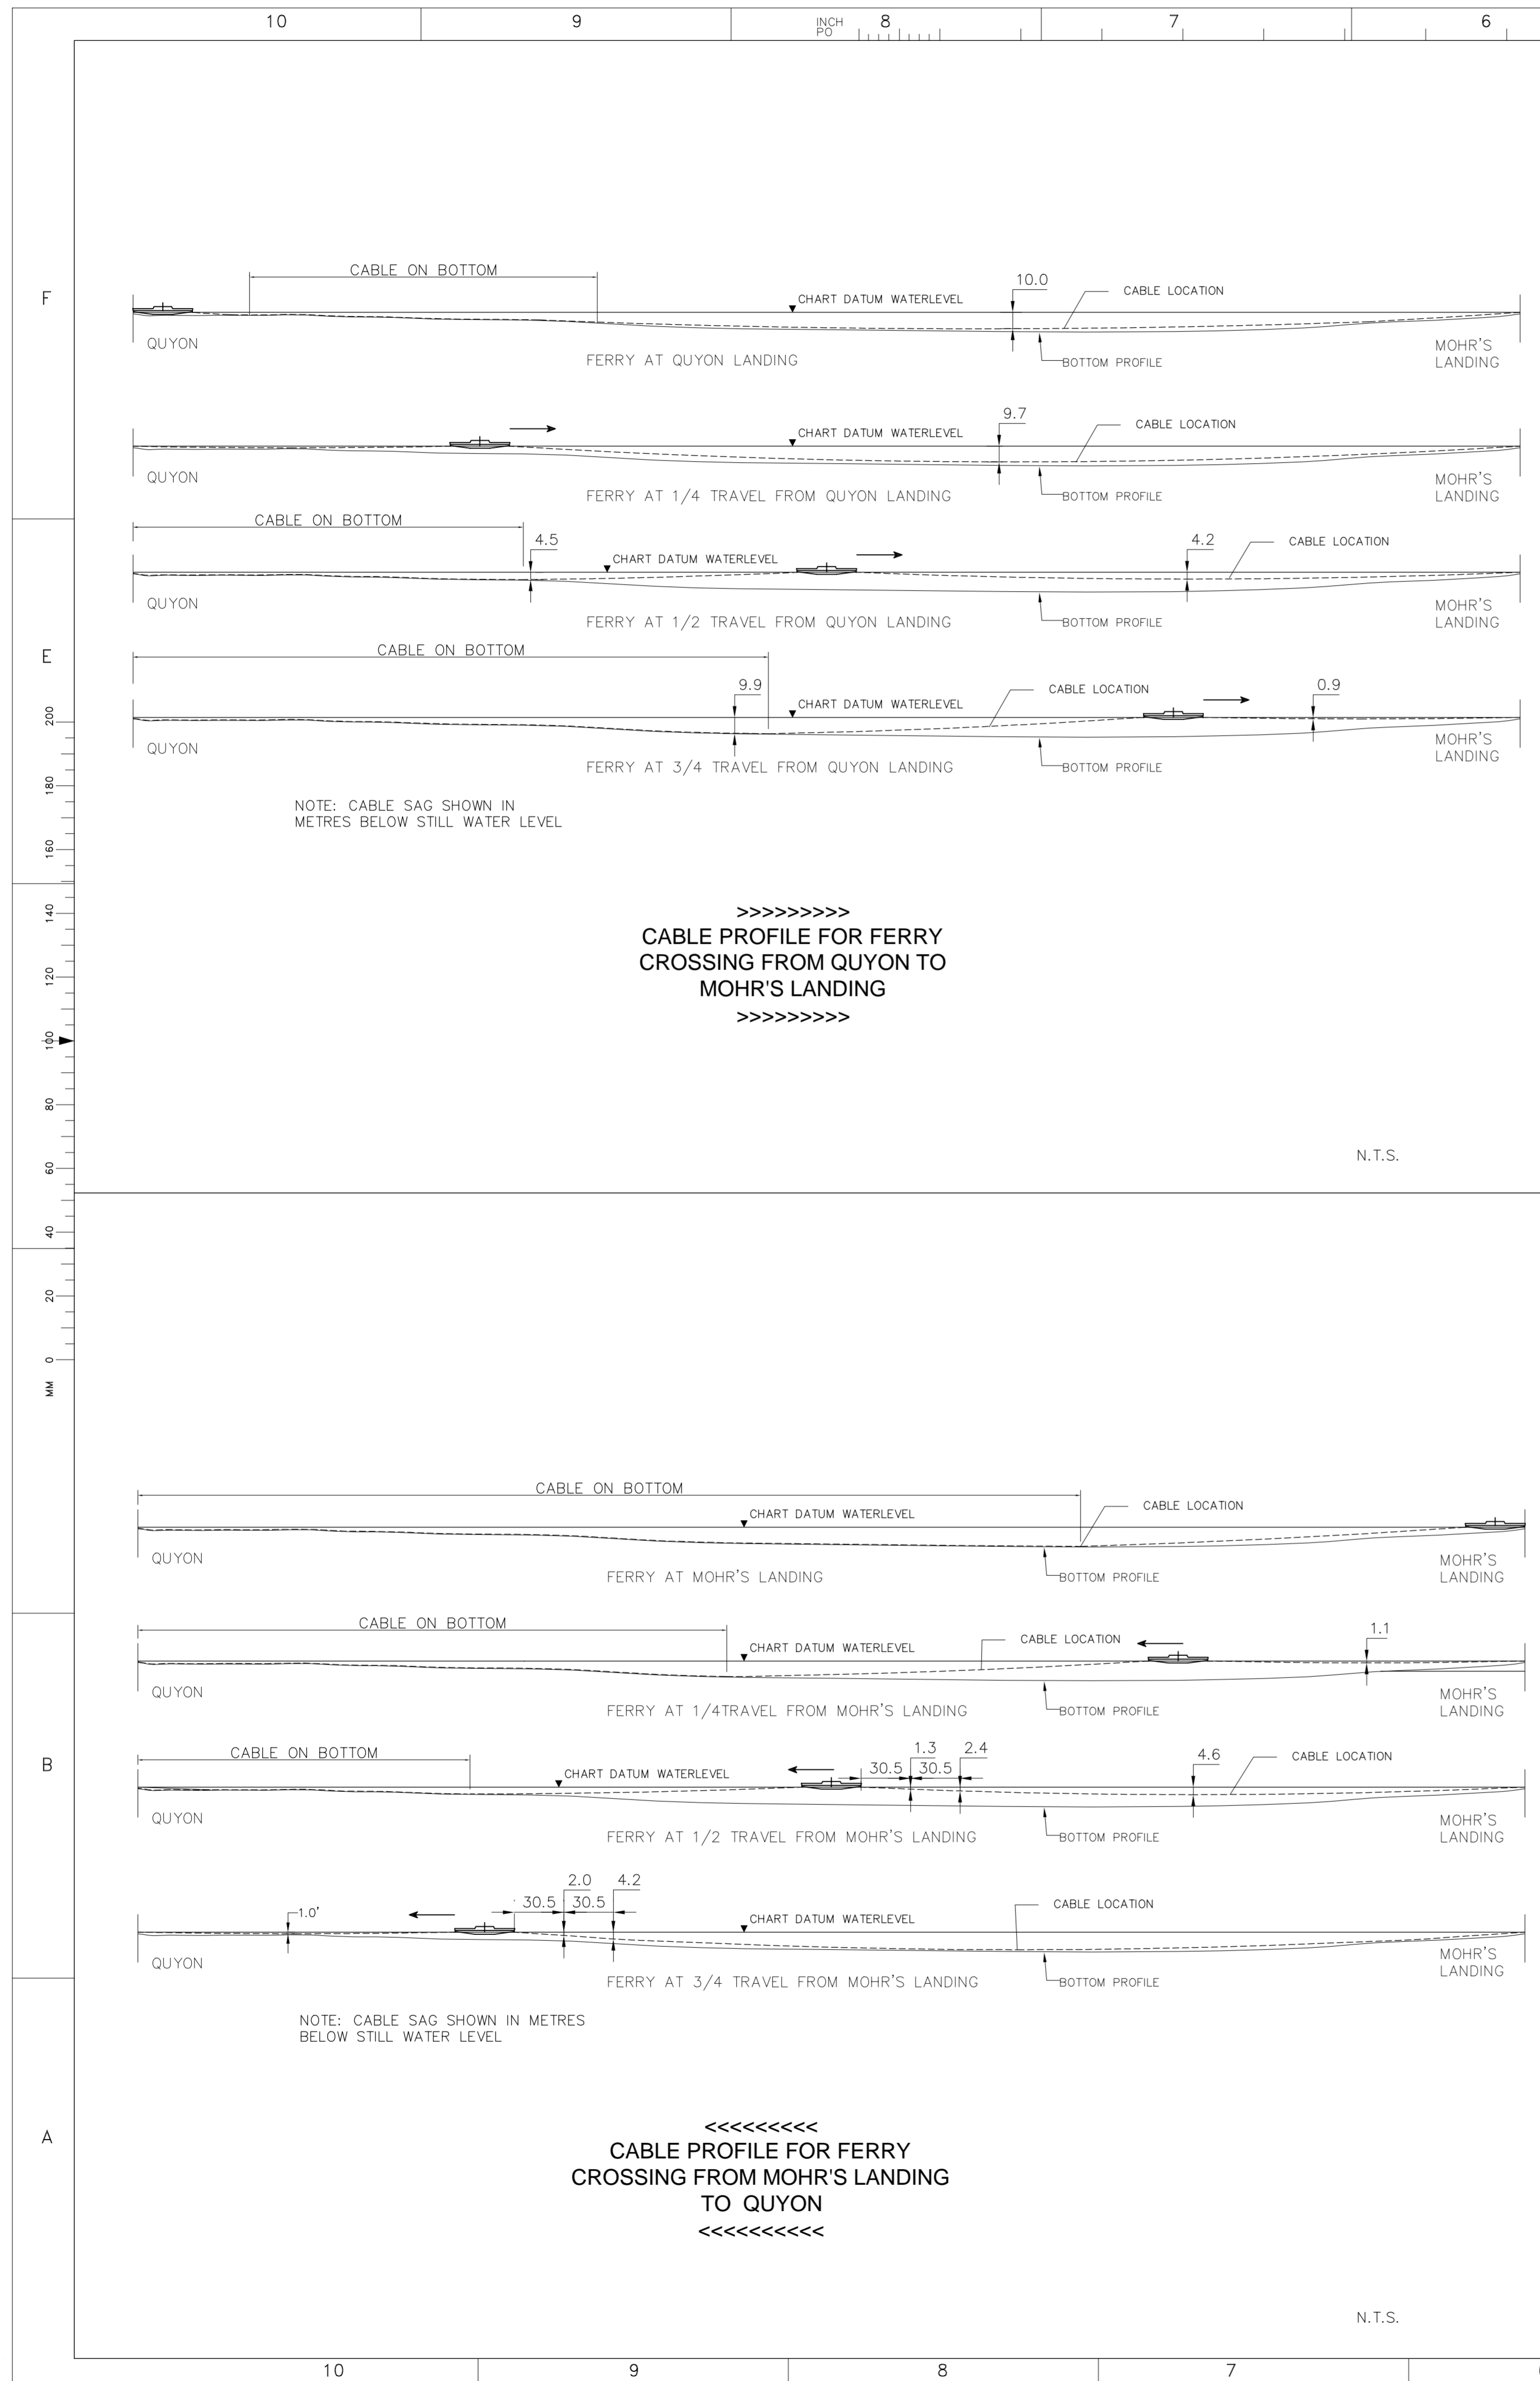 10 9 INCH 8 7 6
PO
F
CABLE ON BOTTOM
10.0
CHART DATUM WATERLEVEL
CABLE LOCATION
QUYON
FERRY AT QUYON LANDING
BOTTOM PROFILE
MOHR'S
LANDING
9.7
CHART DATUM WATERLEVEL
CABLE LOCATION
QUYON
FERRY AT 1/4 TRAVEL FROM QUYON LANDING
BOTTOM PROFILE
MOHR'S
LANDING
CABLE ON BOTTOM
4.5
CHART DATUM WATERLEVEL
4.2
CABLE LOCATION
QUYON
FERRY AT 1/2 TRAVEL FROM QUYON LANDING
BOTTOM PROFILE
MOHR'S
LANDING
E
CABLE ON BOTTOM
9.9
CHART DATUM WATERLEVEL
CABLE LOCATION
0.9
QUYON
FERRY AT 3/4 TRAVEL FROM QUYON LANDING
BOTTOM PROFILE
MOHR'S
LANDING
NOTE: CABLE SAG SHOWN IN
METRES BELOW STILL WATER LEVEL
200
180
160
140
120
100
80
60
40
20
0
MM
>>>>>>>>>
CABLE PROFILE FOR FERRY
CROSSING FROM QUYON TO
MOHR'S LANDING
>>>>>>>>>
N.T.S.
CABLE ON BOTTOM
CHART DATUM WATERLEVEL
CABLE LOCATION
QUYON
FERRY AT MOHR'S LANDING
BOTTOM PROFILE
MOHR'S
LANDING
CABLE ON BOTTOM
CHART DATUM WATERLEVEL
CABLE LOCATION
1.1
QUYON
FERRY AT 1/4TRAVEL FROM MOHR'S LANDING
BOTTOM PROFILE
MOHR'S
LANDING
B
CABLE ON BOTTOM
CHART DATUM WATERLEVEL
1.3 2.4
30.5 30.5
4.6
CABLE LOCATION
QUYON
FERRY AT 1/2 TRAVEL FROM MOHR'S LANDING
BOTTOM PROFILE
MOHR'S
LANDING
1.0'
2.0 4.2
30.5 30.5
CHART DATUM WATERLEVEL
CABLE LOCATION
QUYON
FERRY AT 3/4 TRAVEL FROM MOHR'S LANDING
BOTTOM PROFILE
MOHR'S
LANDING
NOTE: CABLE SAG SHOWN IN METRES
BELOW STILL WATER LEVEL
A
<<<<<<<<<
CABLE PROFILE FOR FERRY
CROSSING FROM MOHR'S LANDING
TO QUYON
<<<<<<<<<<
N.T.S.
10 9 8 7